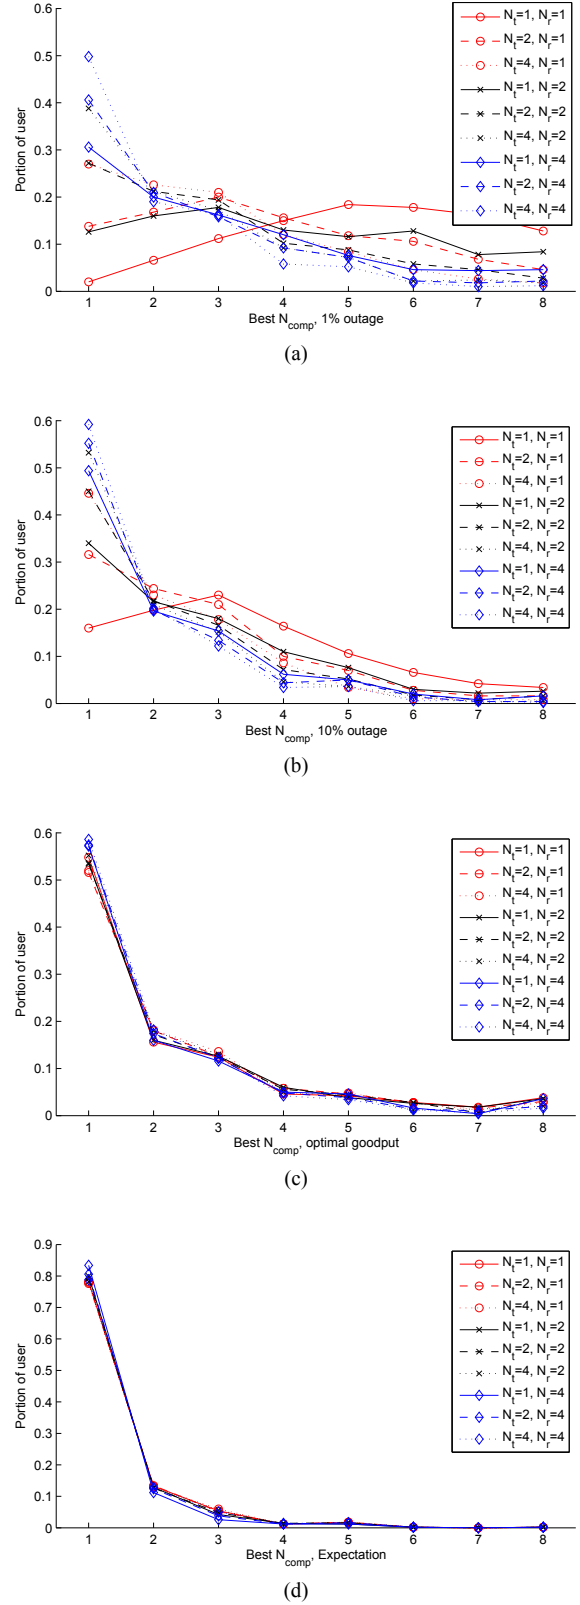 0.6
0.5
0.4
0.3
0.2
0.1
0
Portion of user
1 2 3 4 5 6 7 8
Best N_comp, 1% outage
N_t=1, N_r=1
N_t=2, N_r=1
N_t=4, N_r=1
N_t=1, N_r=2
N_t=2, N_r=2
N_t=4, N_r=2
N_t=1, N_r=4
N_t=2, N_r=4
N_t=4, N_r=4
(a)
0.6
0.5
0.4
0.3
0.2
0.1
0
Portion of user
1 2 3 4 5 6 7 8
Best N_comp, 10% outage
N_t=1, N_r=1
N_t=2, N_r=1
N_t=4, N_r=1
N_t=1, N_r=2
N_t=2, N_r=2
N_t=4, N_r=2
N_t=1, N_r=4
N_t=2, N_r=4
N_t=4, N_r=4
(b)
0.6
0.5
0.4
0.3
0.2
0.1
0
Portion of user
1 2 3 4 5 6 7 8
Best N_comp, optimal goodput
N_t=1, N_r=1
N_t=2, N_r=1
N_t=4, N_r=1
N_t=1, N_r=2
N_t=2, N_r=2
N_t=4, N_r=2
N_t=1, N_r=4
N_t=2, N_r=4
N_t=4, N_r=4
(c)
0.9
0.8
0.7
0.6
0.5
0.4
0.3
0.2
0.1
0
Portion of user
1 2 3 4 5 6 7 8
Best N_comp, Expectation
N_t=1, N_r=1
N_t=2, N_r=1
N_t=4, N_r=1
N_t=1, N_r=2
N_t=2, N_r=2
N_t=4, N_r=2
N_t=1, N_r=4
N_t=2, N_r=4
N_t=4, N_r=4
(d)